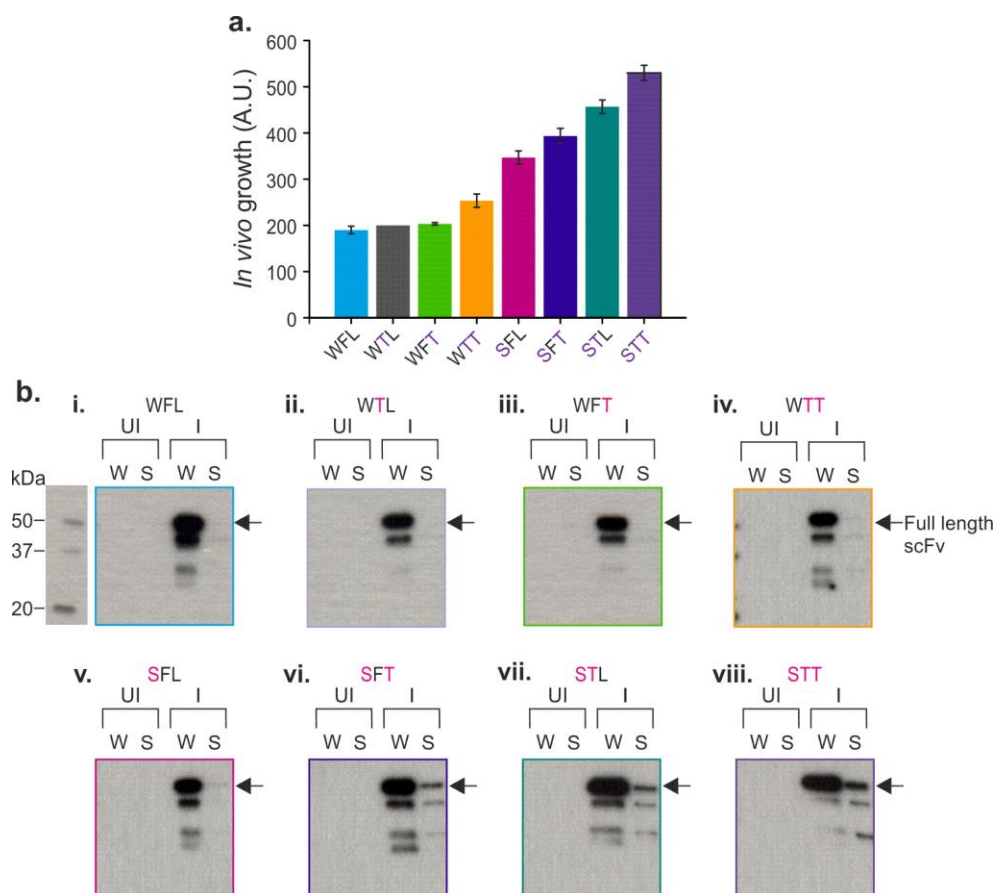 a.
In vivo growth (A.U.)
600
500
400
300
200
100
0
WFL WTL WFT WTT SFL SFT STL STT
b.
i. WFL
UI I
W S W S
kDa
50
37
20
ii. WTL
UI I
W S W S
iii. WFT
UI I
W S W S
iv. WTT
UI I
W S W S
Full length
scFv
v. SFL
UI I
W S W S
vi. SFT
UI I
W S W S
vii. STL
UI I
W S W S
viii. STT
UI I
W S W S